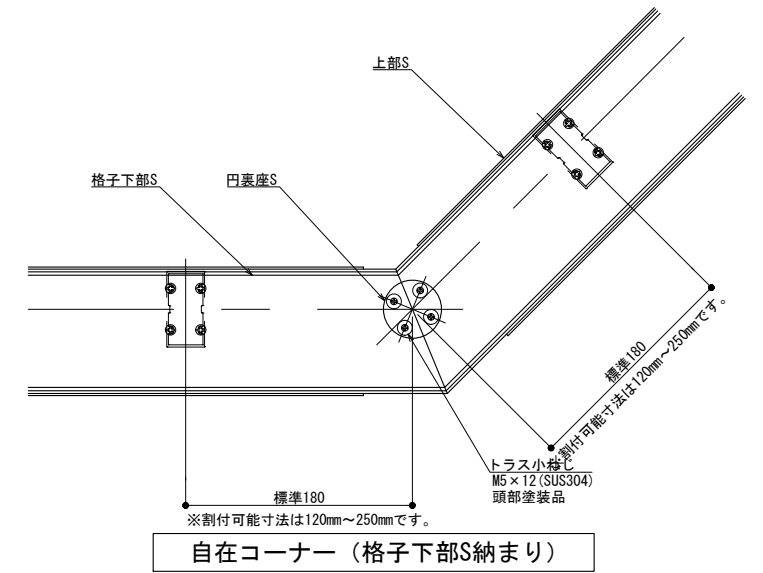 上部S
格子下部S
円裏座S
標準180
※割付可能寸法は120mm～250mmです。
トラス小ねじ
M5×12(SUS304)
頭部塗装品
標準180
※割付可能寸法は120mm～250mmです。
自在コーナー（格子下部S納まり）